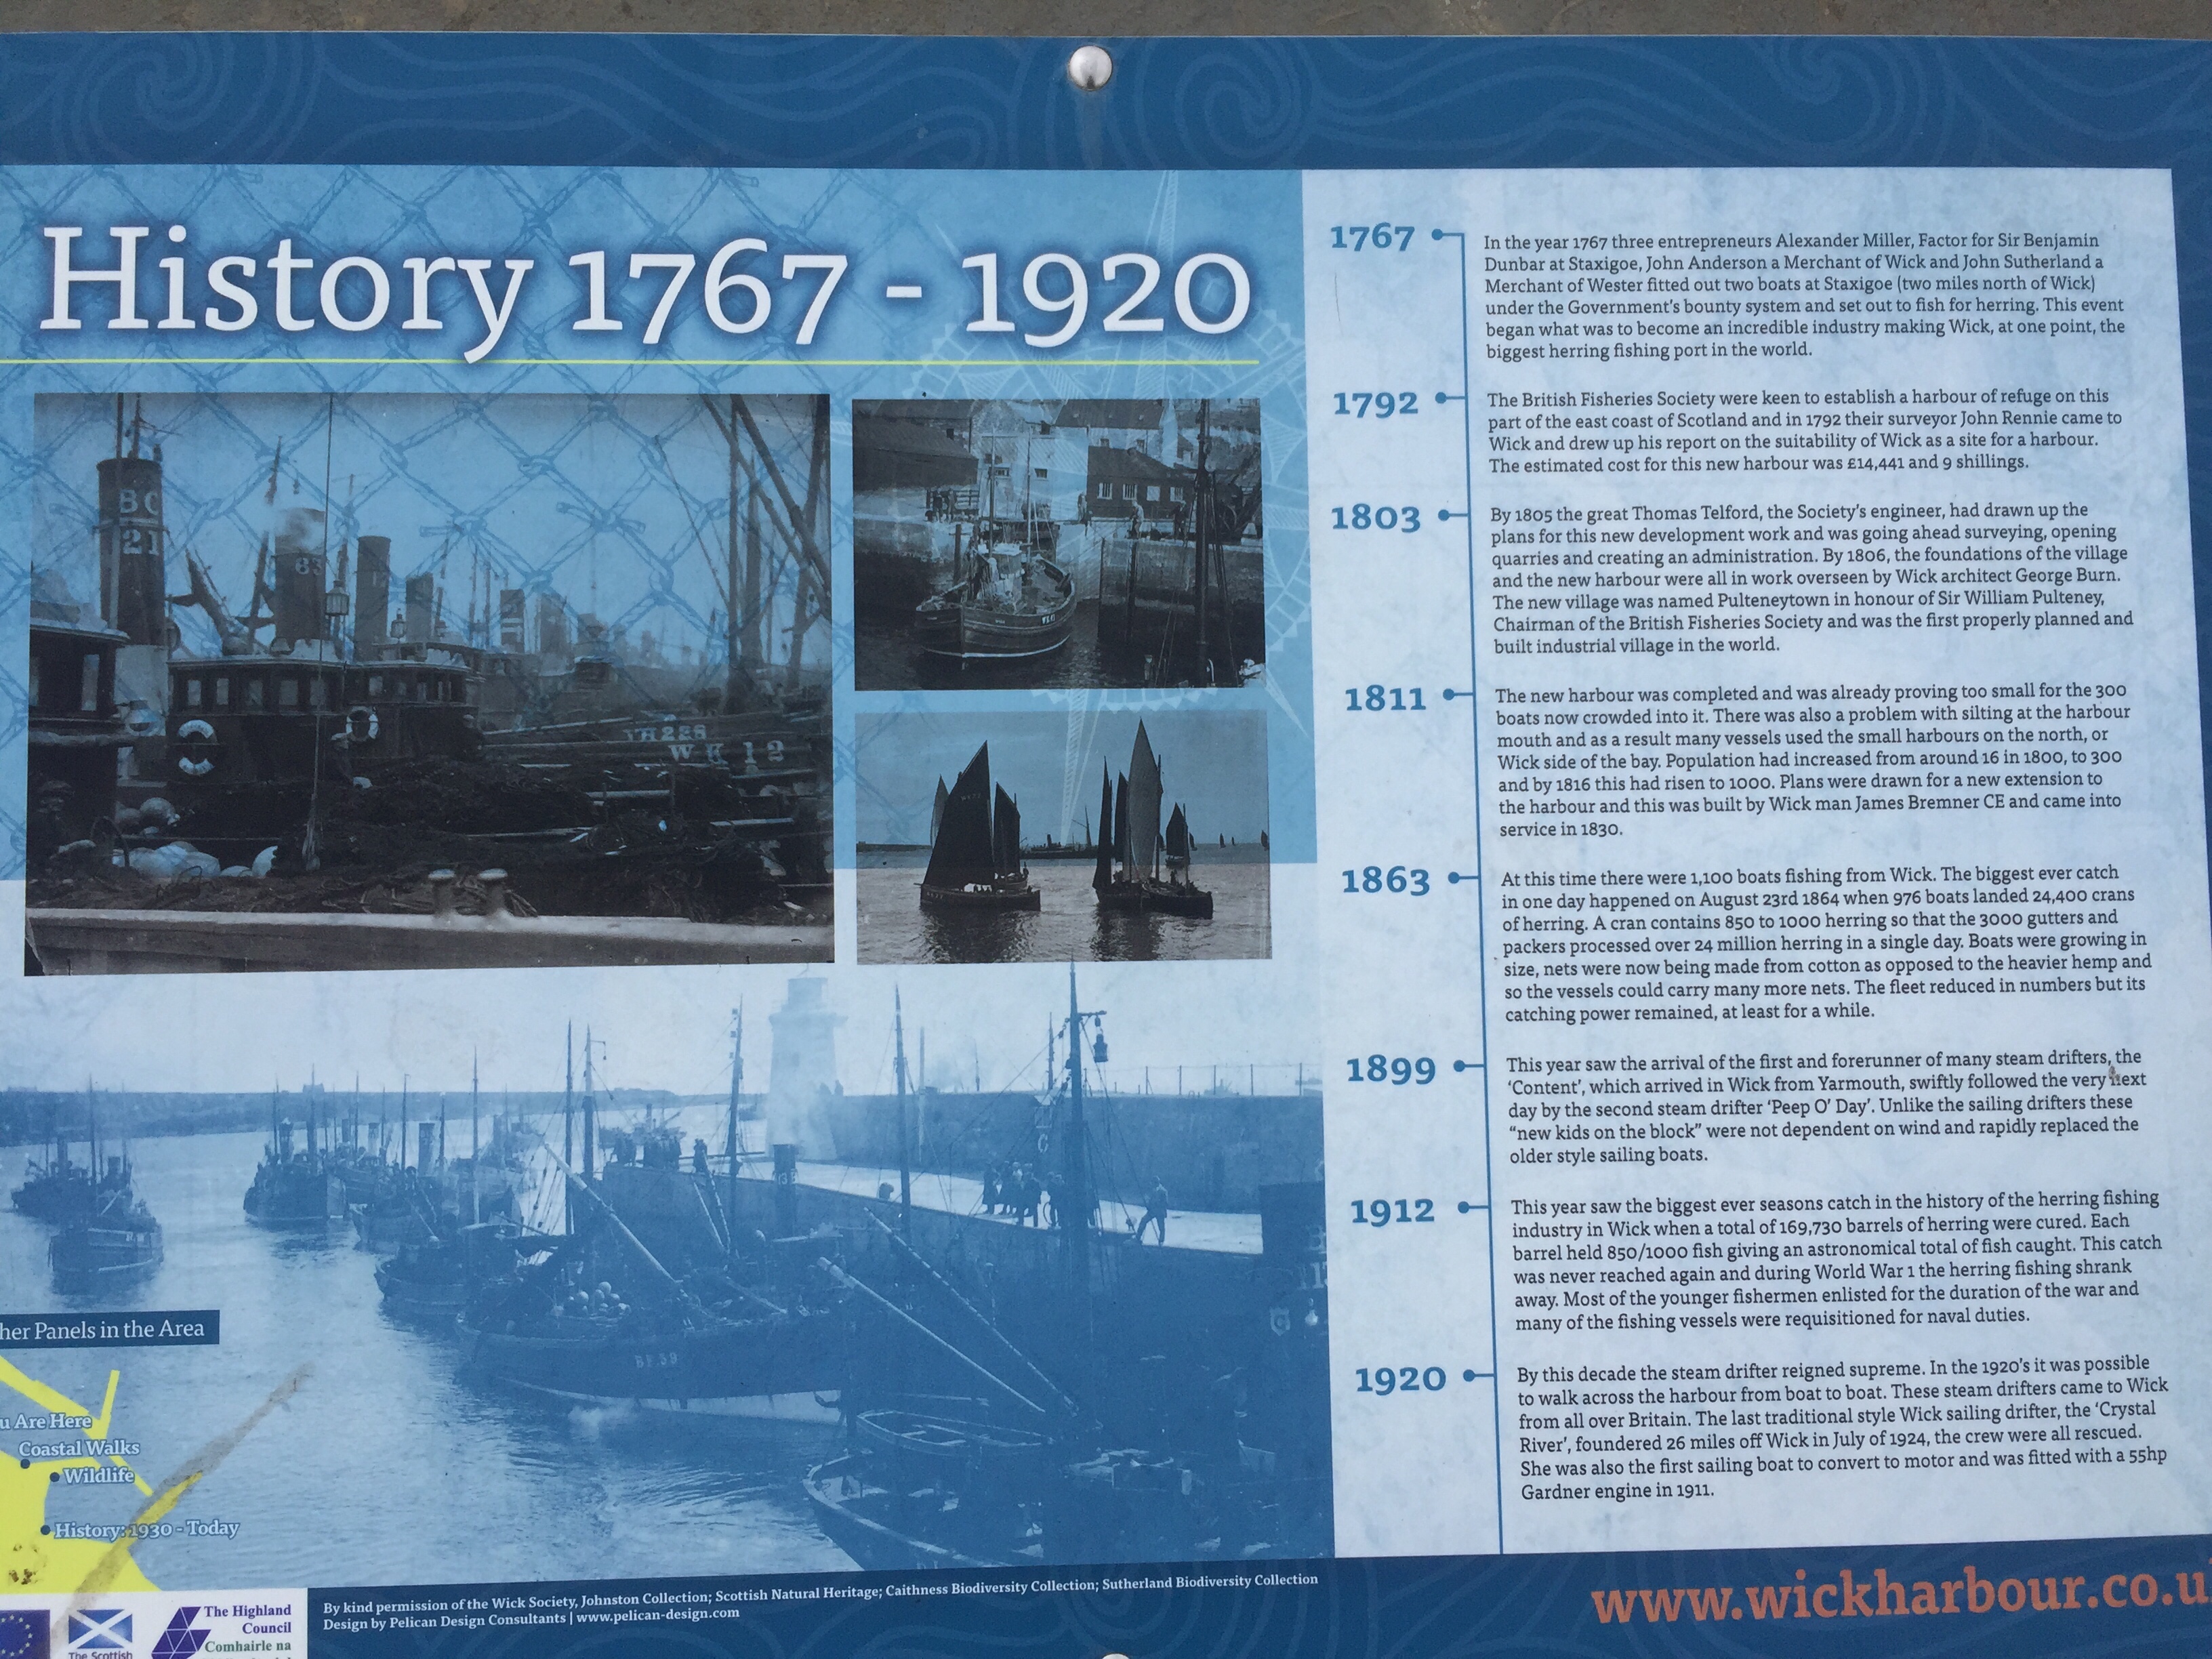 History 1767 - 1920
BC
21
83
WK 12
BF 39
her Panels in the Area
u Are Here
Coastal Walks
Wildlife
History: 1930 - Today
The Highland
Council
Comhairle na
The Scottish
By kind permission of the Wick Society, Johnston Collection; Scottish Natural Heritage; Caithness Biodiversity Collection; Sutherland Biodiversity Collection
Design by Pelican Design Consultants | www.pelican-design.com
1767
In the year 1767 three entrepreneurs Alexander Miller, Factor for Sir Benjamin
Dunbar at Staxigoe, John Anderson a Merchant of Wick and John Sutherland a
Merchant of Wester fitted out two boats at Staxigoe (two miles north of Wick)
under the Government's bounty system and set out to fish for herring. This event
began what was to become an incredible industry making Wick, at one point, the
biggest herring fishing port in the world.
1792
The British Fisheries Society were keen to establish a harbour of refuge on this
part of the east coast of Scotland and in 1792 their surveyor John Rennie came to
Wick and drew up his report on the suitability of Wick as a site for a harbour.
The estimated cost for this new harbour was £14,441 and 9 shillings.
1803
By 1805 the great Thomas Telford, the Society's engineer, had drawn up the
plans for this new development work and was going ahead surveying, opening
quarries and creating an administration. By 1806, the foundations of the village
and the new harbour were all in work overseen by Wick architect George Burn.
The new village was named Pulteneytown in honour of Sir William Pulteney,
Chairman of the British Fisheries Society and was the first properly planned and
built industrial village in the world.
1811
The new harbour was completed and was already proving too small for the 300
boats now crowded into it. There was also a problem with silting at the harbour
mouth and as a result many vessels used the small harbours on the north, or
Wick side of the bay. Population had increased from around 16 in 1800, to 300
and by 1816 this had risen to 1000. Plans were drawn for a new extension to
the harbour and this was built by Wick man James Bremner CE and came into
service in 1830.
1863
At this time there were 1,100 boats fishing from Wick. The biggest ever catch
in one day happened on August 23rd 1864 when 976 boats landed 24,400 crans
of herring. A cran contains 850 to 1000 herring so that the 3000 gutters and
packers processed over 24 million herring in a single day. Boats were growing in
size, nets were now being made from cotton as opposed to the heavier hemp and
so the vessels could carry many more nets. The fleet reduced in numbers but its
catching power remained, at least for a while.
1899
This year saw the arrival of the first and forerunner of many steam drifters, the
'Content', which arrived in Wick from Yarmouth, swiftly followed the very next
day by the second steam drifter 'Peep O' Day'. Unlike the sailing drifters these
"new kids on the block" were not dependent on wind and rapidly replaced the
older style sailing boats.
1912
This year saw the biggest ever seasons catch in the history of the herring fishing
industry in Wick when a total of 169,730 barrels of herring were cured. Each
barrel held 850/1000 fish giving an astronomical total of fish caught. This catch
was never reached again and during World War 1 the herring fishing shrank
away. Most of the younger fishermen enlisted for the duration of the war and
many of the fishing vessels were requisitioned for naval duties.
1920
By this decade the steam drifter reigned supreme. In the 1920's it was possible
to walk across the harbour from boat to boat. These steam drifters came to Wick
from all over Britain. The last traditional style Wick sailing drifter, the 'Crystal
River', foundered 26 miles off Wick in July of 1924, the crew were all rescued.
She was also the first sailing boat to convert to motor and was fitted with a 55hp
Gardner engine in 1911.
www.wickharbour.co.u